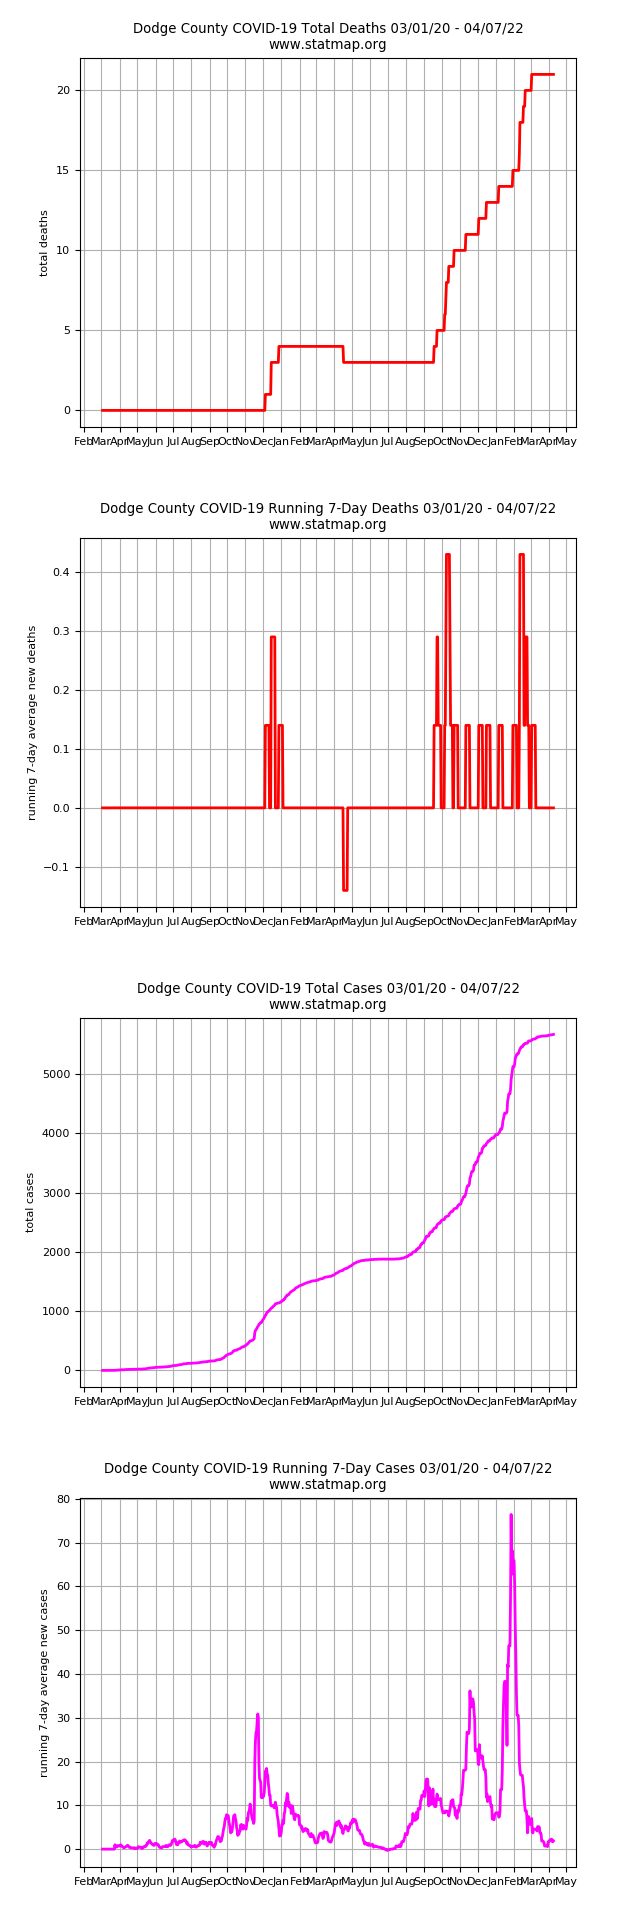 Dodge County COVID-19 Total Deaths 03/01/20 - 04/07/22
www.statmap.org
20
15
10
5
0
total deaths
Feb Mar Apr May Jun Jul Aug Sep Oct Nov Dec Jan Feb Mar Apr May Jun Jul Aug Sep Oct Nov Dec Jan Feb Mar Apr May
Dodge County COVID-19 Running 7-Day Deaths 03/01/20 - 04/07/22
www.statmap.org
0.4
0.3
0.2
0.1
0.0
−0.1
running 7-day average new deaths
Feb Mar Apr May Jun Jul Aug Sep Oct Nov Dec Jan Feb Mar Apr May Jun Jul Aug Sep Oct Nov Dec Jan Feb Mar Apr May
Dodge County COVID-19 Total Cases 03/01/20 - 04/07/22
www.statmap.org
5000
4000
3000
2000
1000
0
total cases
Feb Mar Apr May Jun Jul Aug Sep Oct Nov Dec Jan Feb Mar Apr May Jun Jul Aug Sep Oct Nov Dec Jan Feb Mar Apr May
Dodge County COVID-19 Running 7-Day Cases 03/01/20 - 04/07/22
www.statmap.org
80
70
60
50
40
30
20
10
0
running 7-day average new cases
Feb Mar Apr May Jun Jul Aug Sep Oct Nov Dec Jan Feb Mar Apr May Jun Jul Aug Sep Oct Nov Dec Jan Feb Mar Apr May